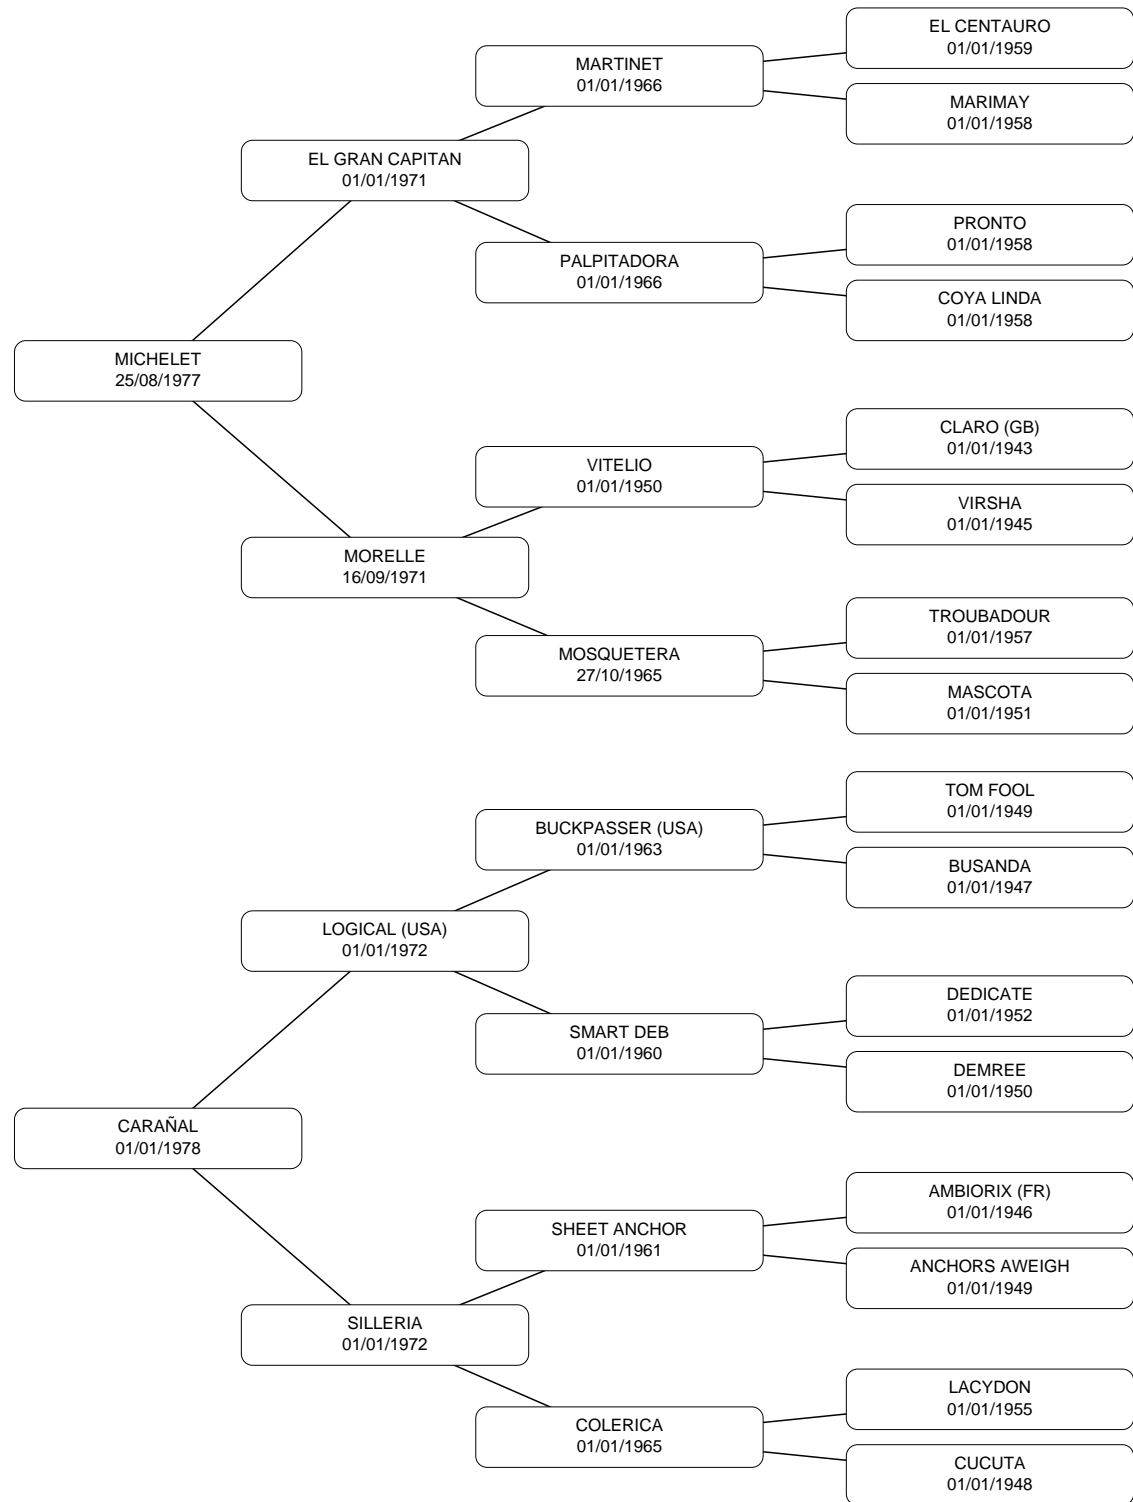 EL CENTAURO
01/01/1959
MARTINET
01/01/1966
MARIMAY
01/01/1958
EL GRAN CAPITAN
01/01/1971
PRONTO
01/01/1958
PALPITADORA
01/01/1966
COYA LINDA
01/01/1958
MICHELET
25/08/1977
CLARO (GB)
01/01/1943
VITELIO
01/01/1950
VIRSHA
01/01/1945
MORELLE
16/09/1971
TROUBADOUR
01/01/1957
MOSQUETERA
27/10/1965
MASCOTA
01/01/1951
TOM FOOL
01/01/1949
BUCKPASSER (USA)
01/01/1963
BUSANDA
01/01/1947
LOGICAL (USA)
01/01/1972
DEDICATE
01/01/1952
SMART DEB
01/01/1960
DEMREE
01/01/1950
CARAÑAL
01/01/1978
AMBIORIX (FR)
01/01/1946
SHEET ANCHOR
01/01/1961
ANCHORS AWEIGH
01/01/1949
SILLERIA
01/01/1972
LACYDON
01/01/1955
COLERICA
01/01/1965
CUCUTA
01/01/1948